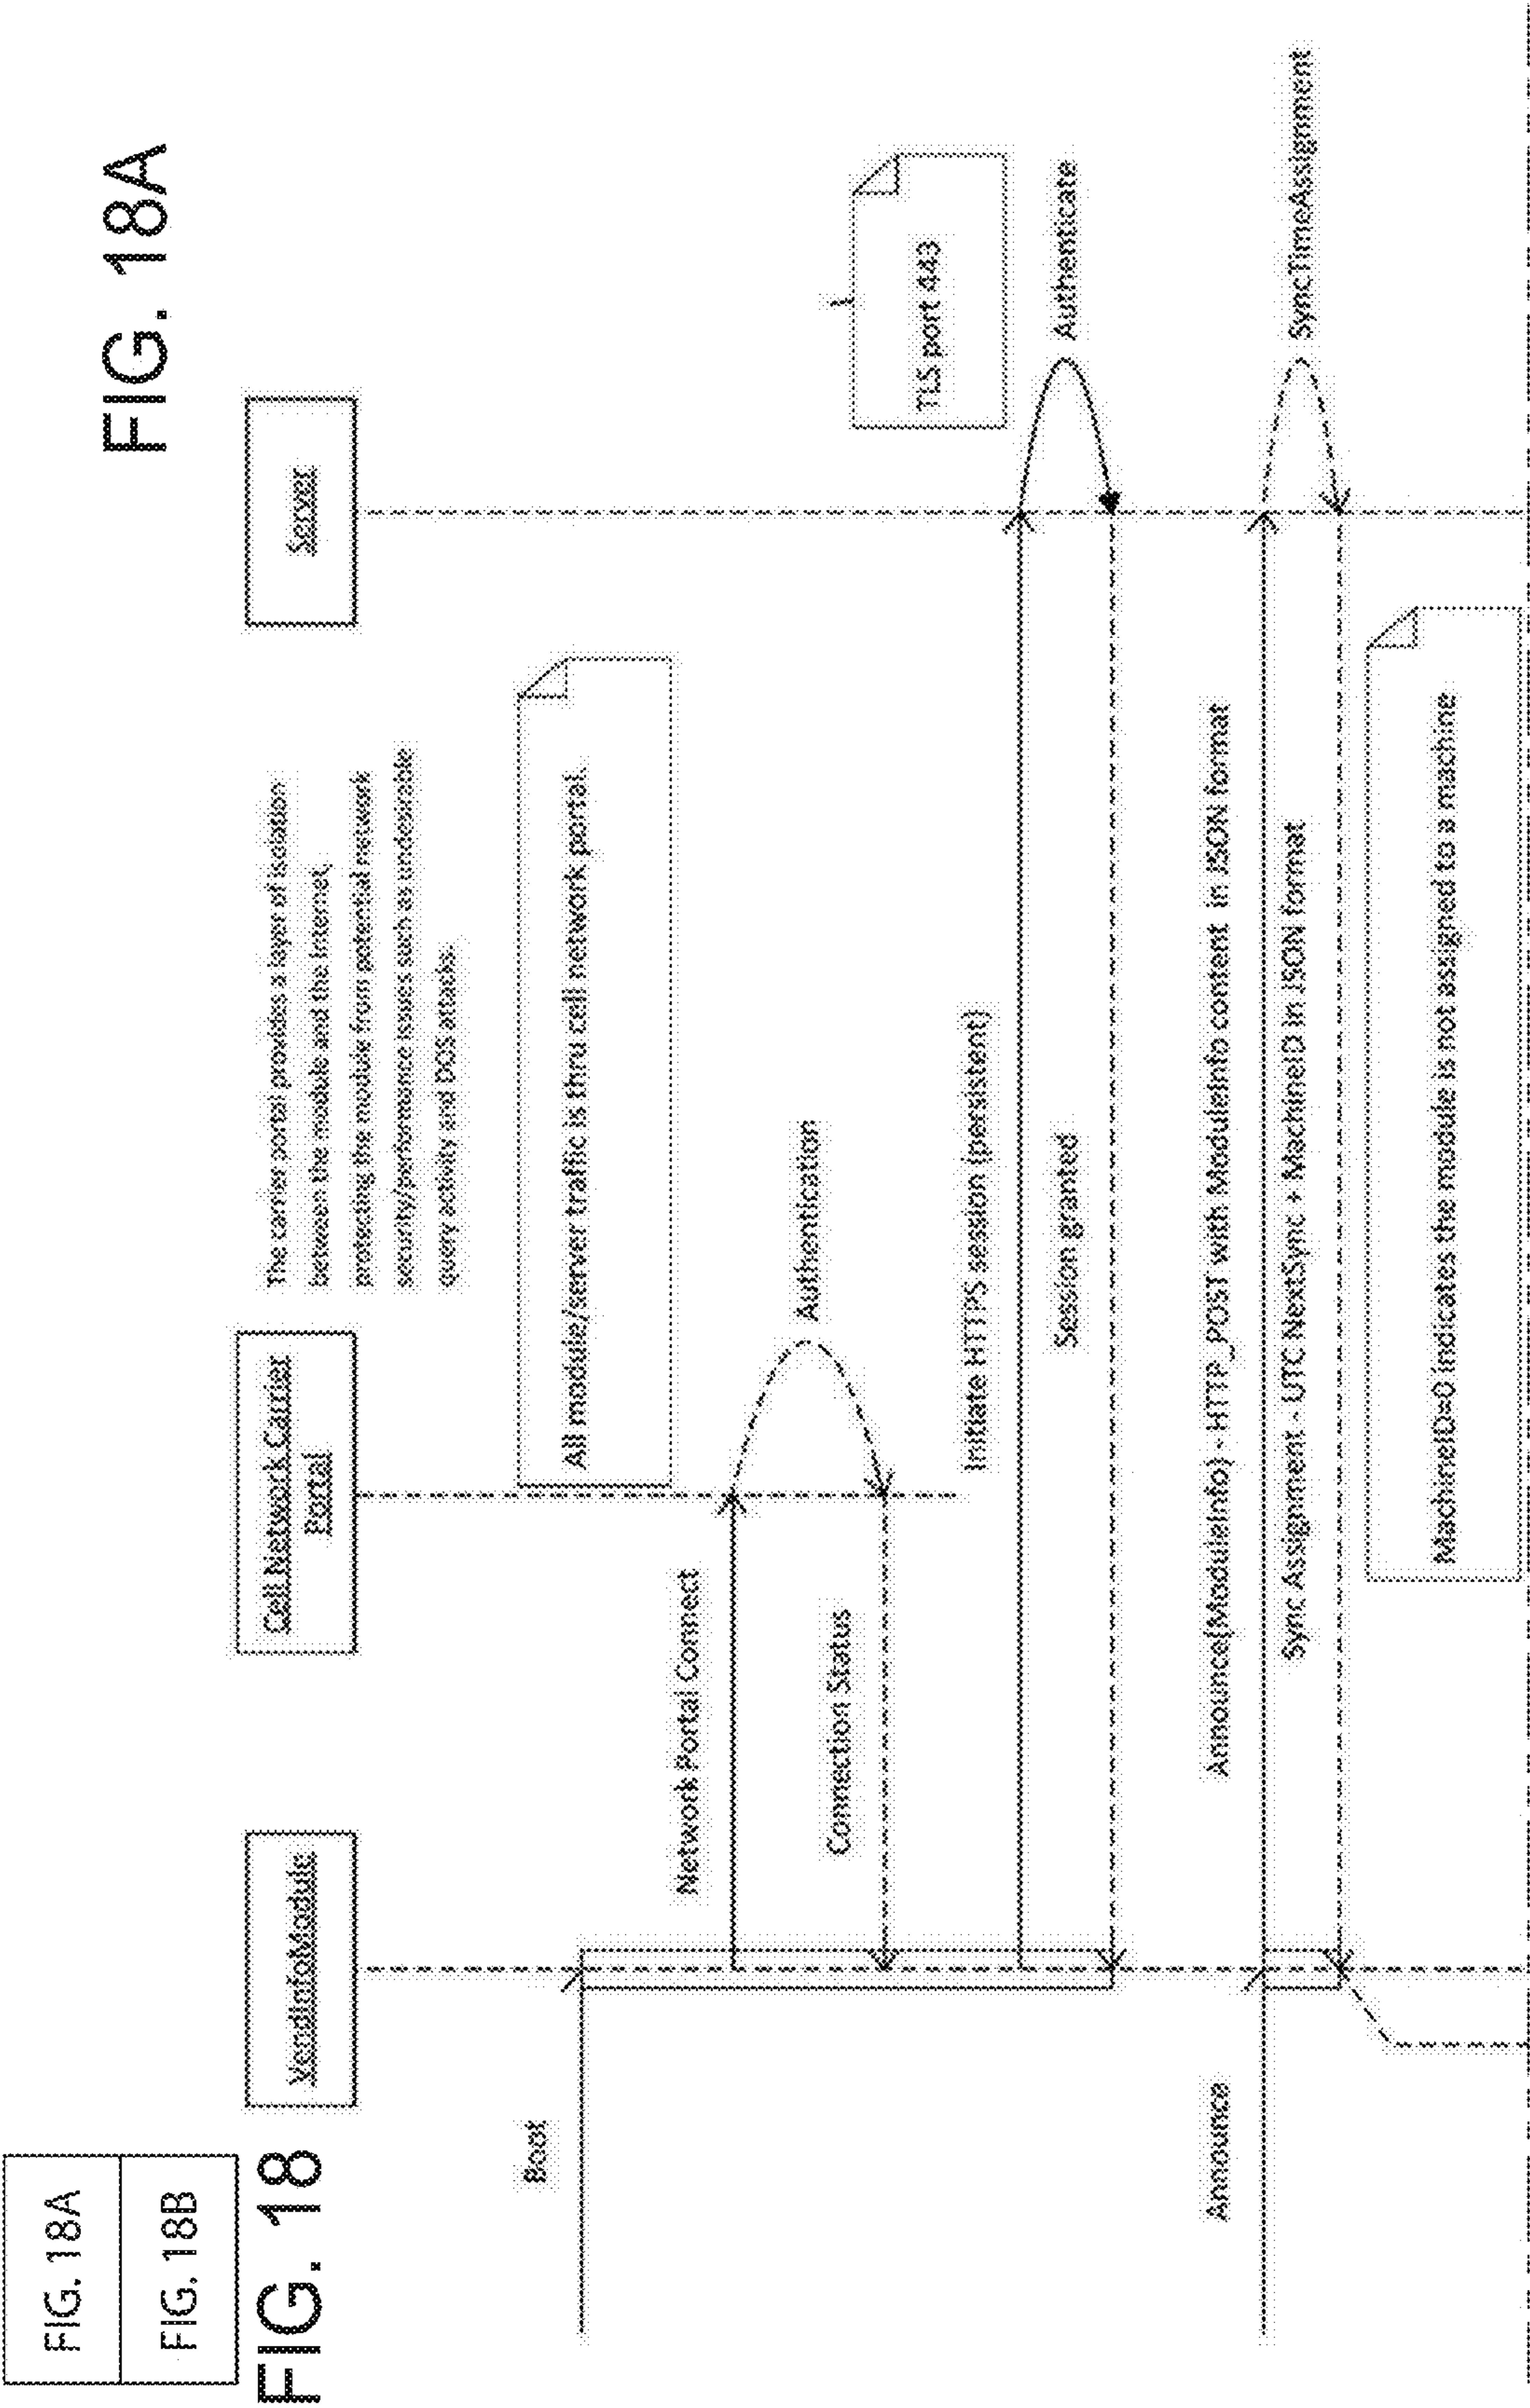 FIG. 18A
FIG. 18B
FIG. 18
FIG. 18A
VendInfoModule
Cell Network Carrier
Portal
Server
The carrier portal provides a layer of isolation
between the module and the internet,
protecting the module from potential network
security/performance issues such as undesirable
query activity and DOS attacks
Boot
All module/server traffic is thru cell network portal.
Network Portal Connect
Authentication
Connection Status
TLS port 443
Initiate HTTPS session (persistent)
Session granted
Authenticate
Announce
Announce[ModuleInfo] - HTTP_POST with ModuleInfo content in JSON format
Sync Assignment - UTC NextSync + MachineID in JSON format
SyncTimeAssignment
MachineID=0 indicates the module is not assigned to a machine